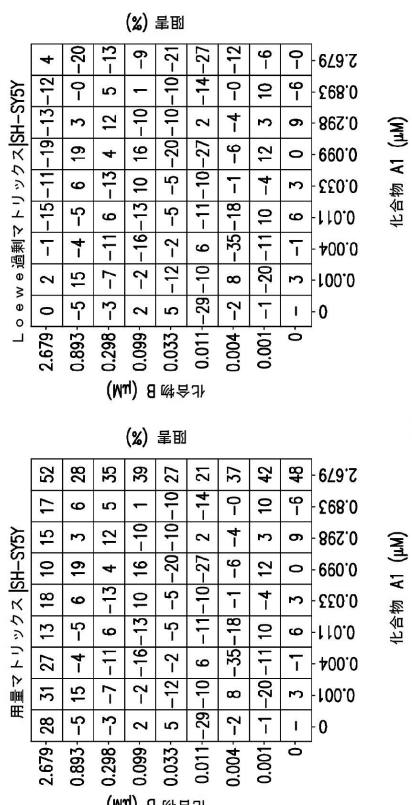 用量マトリックス|SH-SY5Y
2.679 28 31 27 13 18 10 15 17 52
0.893 -5 15 -4 -5 6 19 3 6 28
0.298 -3 -7 -11 6 -13 4 12 5 35
0.099 2 -2 -16 -13 10 16 -10 1 39
0.033 5 -12 -2 -5 -5 -20 -10 -10 27
0.011 -29 -10 6 -11 -10 -27 2 -14 21
0.004 -2 8 -35 -18 -1 -6 -4 -0 37
0.001 -1 -20 -11 10 -4 12 3 10 42
0 - 3 -1 6 3 0 9 -6 48
0 0.001 0.004 0.011 0.033 0.099 0.298 0.893 2.679
化合物 A1 (μM)
阻害 (%)
Loewe過剰マトリックス|SH-SY5Y
化合物 B (μM)
2.679 0 2 -1 -15 -11 -19 -13 -12 4
0.893 -5 15 -4 -5 6 19 3 -0 -20
0.298 -3 -7 -11 6 -13 4 12 5 -13
0.099 2 -2 -16 -13 10 16 -10 1 -9
0.033 5 -12 -2 -5 -5 -20 -10 -10 -21
0.011 -29 -10 6 -11 -10 -27 2 -14 -27
0.004 -2 8 -35 -18 -1 -6 -4 -0 -12
0.001 -1 -20 -11 10 -4 12 3 10 -6
0 - 3 -1 6 3 0 9 -6 -0
0 0.001 0.004 0.011 0.033 0.099 0.298 0.893 2.679
化合物 A1 (μM)
阻害 (%)